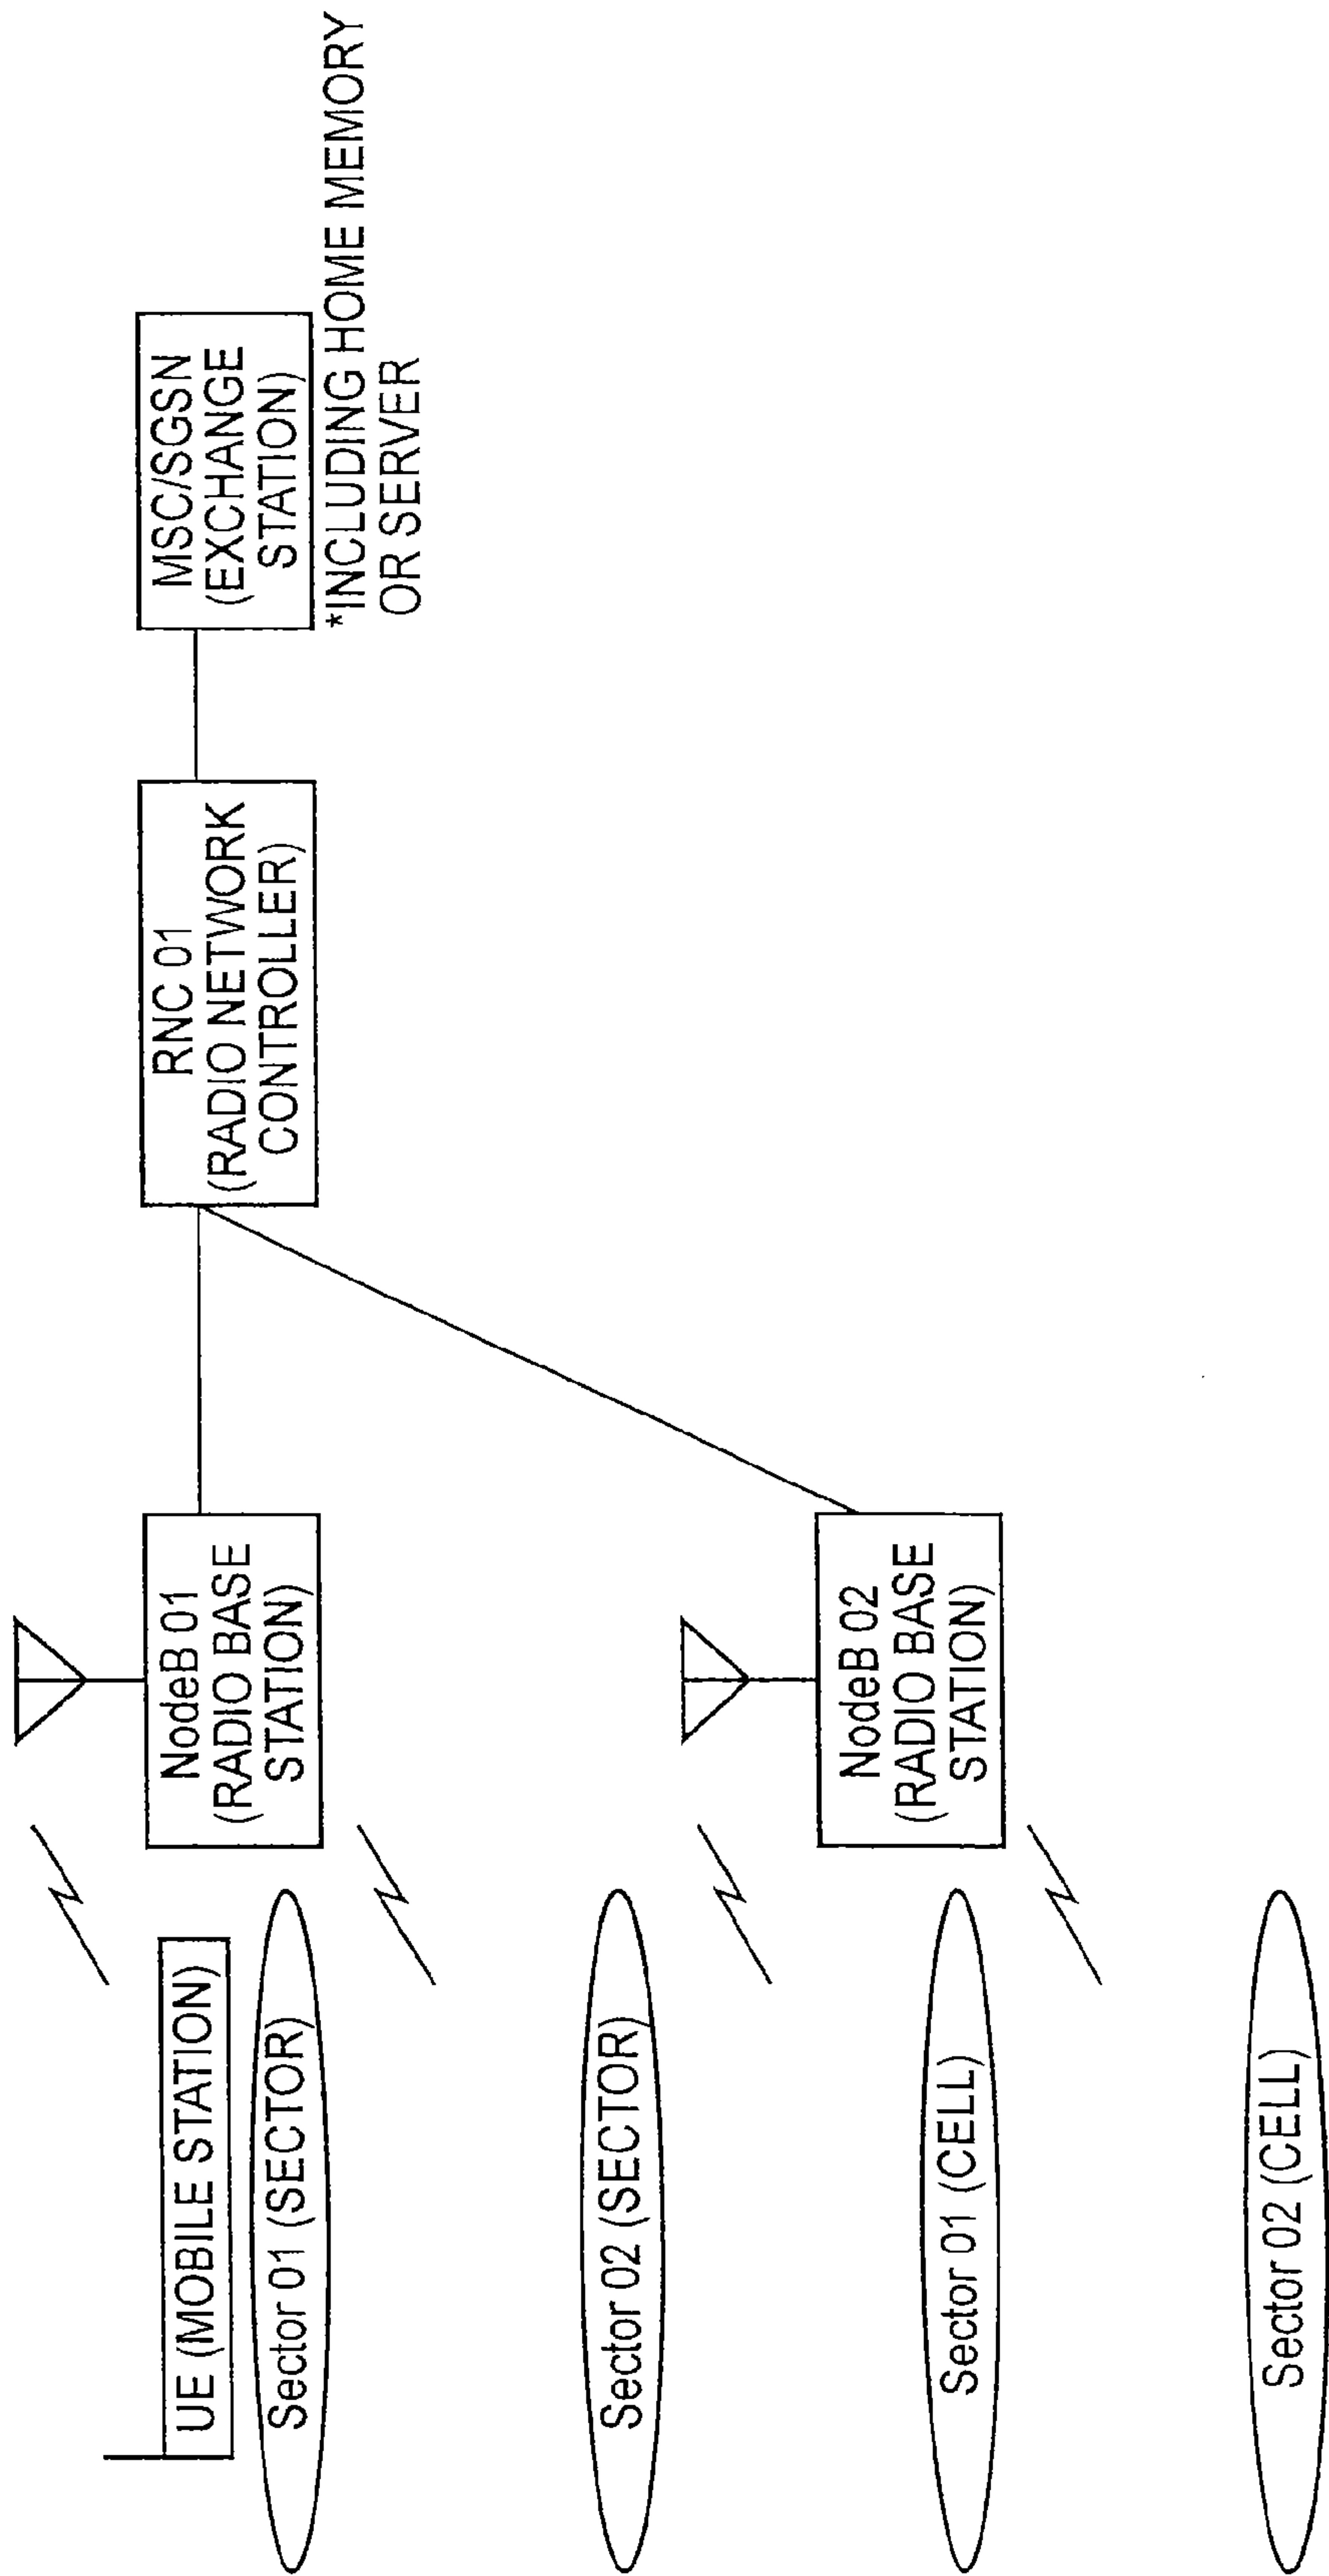 UE (MOBILE STATION)
Sector 01 (SECTOR)
NodeB 01
(RADIO BASE
STATION)
RNC 01
(RADIO NETWORK
CONTROLLER)
MSC/SGSN
(EXCHANGE
STATION)
*INCLUDING HOME MEMORY
OR SERVER
Sector 02 (SECTOR)
NodeB 02
(RADIO BASE
STATION)
Sector 01 (CELL)
Sector 02 (CELL)